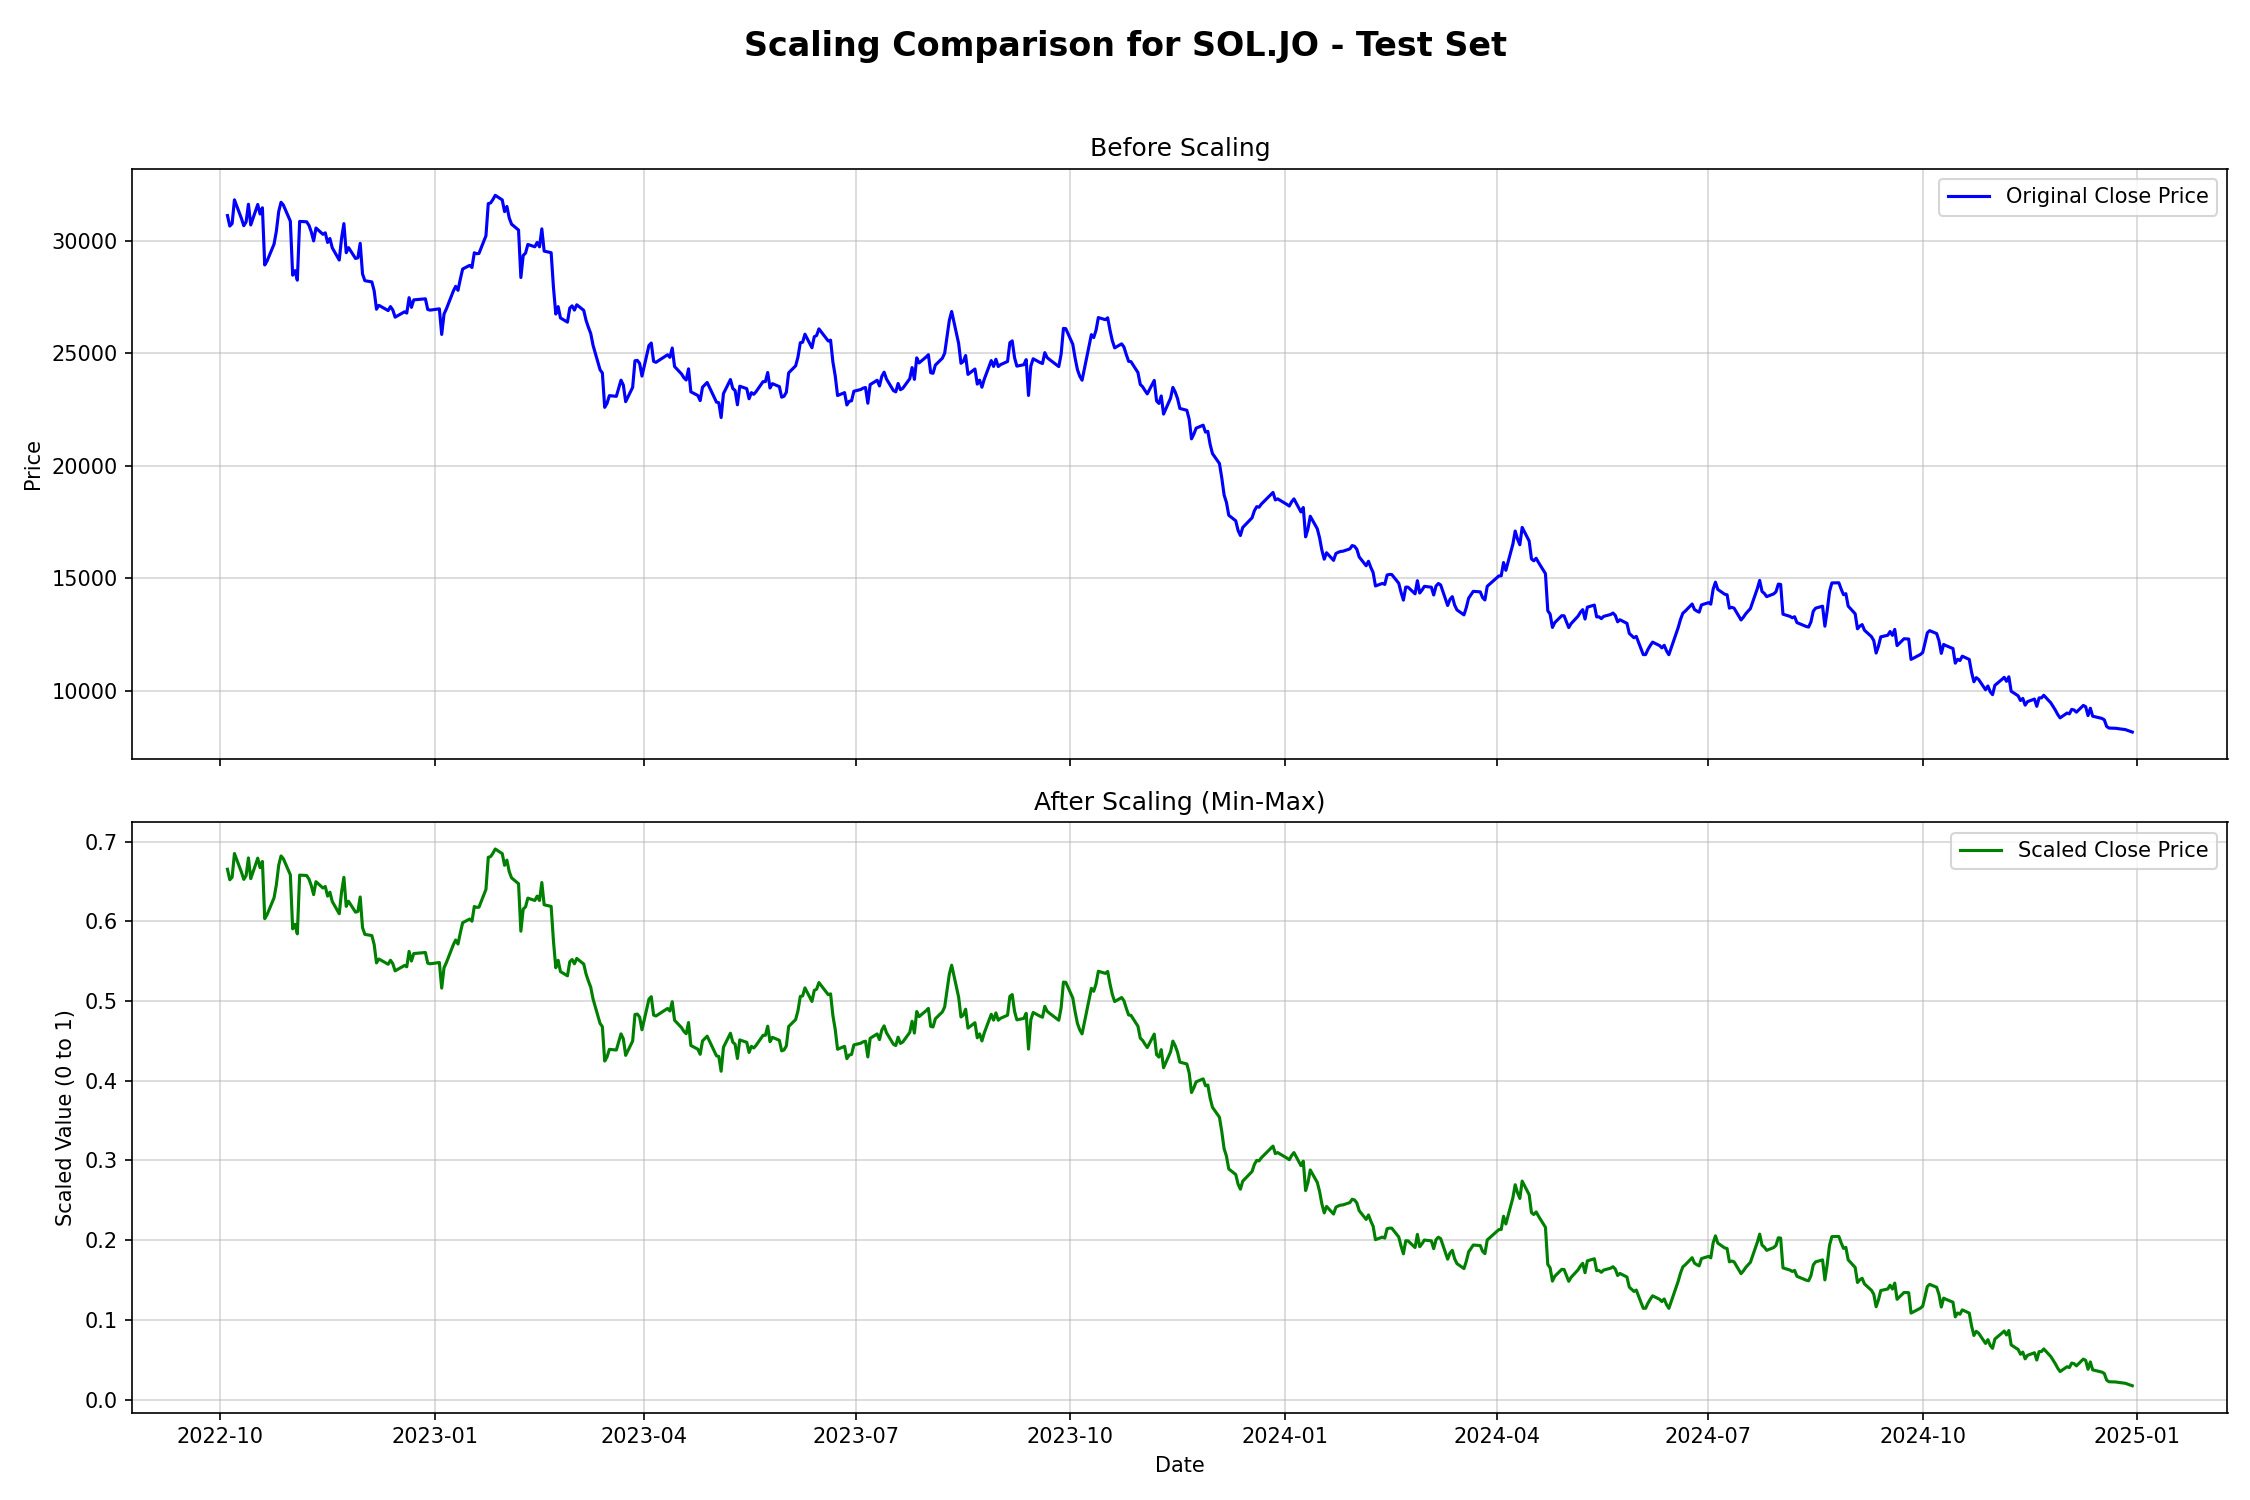 Scaling Comparison for SOL.JO - Test Set
Before Scaling
Original Close Price
30000
25000
20000
15000
10000
Price
After Scaling (Min-Max)
Scaled Close Price
0.7
0.6
0.5
0.4
0.3
0.2
0.1
0.0
Scaled Value (0 to 1)
2022-10 2023-01 2023-04 2023-07 2023-10 2024-01 2024-04 2024-07 2024-10 2025-01
Date